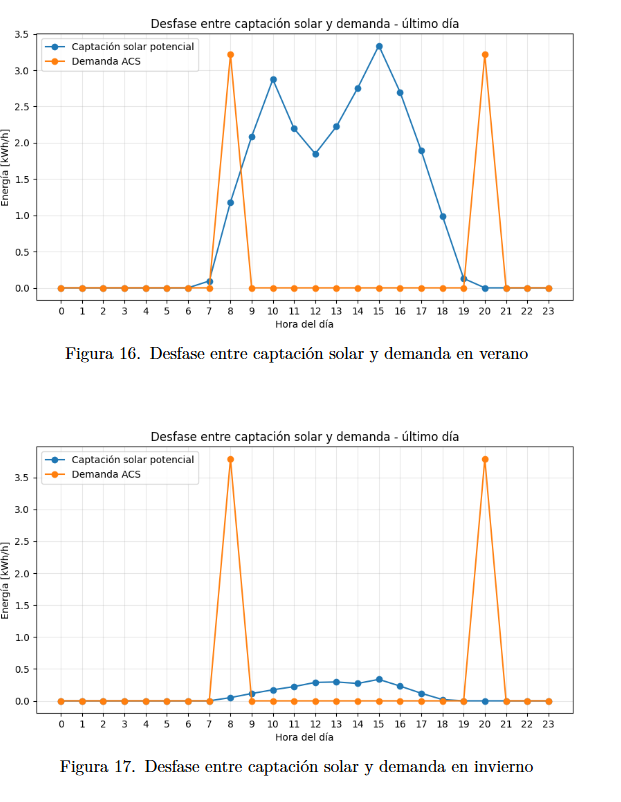 Desfase entre captación solar y demanda - último día
Captación solar potencial
Demanda ACS
Energía [kWh/h]
3.5
3.0
2.5
2.0
1.5
1.0
0.5
0.0
0 1 2 3 4 5 6 7 8 9 10 11 12 13 14 15 16 17 18 19 20 21 22 23
Hora del día
Figura 16. Desfase entre captación solar y demanda en verano
Desfase entre captación solar y demanda - último día
Captación solar potencial
Demanda ACS
Energía [kWh/h]
3.5
3.0
2.5
2.0
1.5
1.0
0.5
0.0
0 1 2 3 4 5 6 7 8 9 10 11 12 13 14 15 16 17 18 19 20 21 22 23
Hora del día
Figura 17. Desfase entre captación solar y demanda en invierno